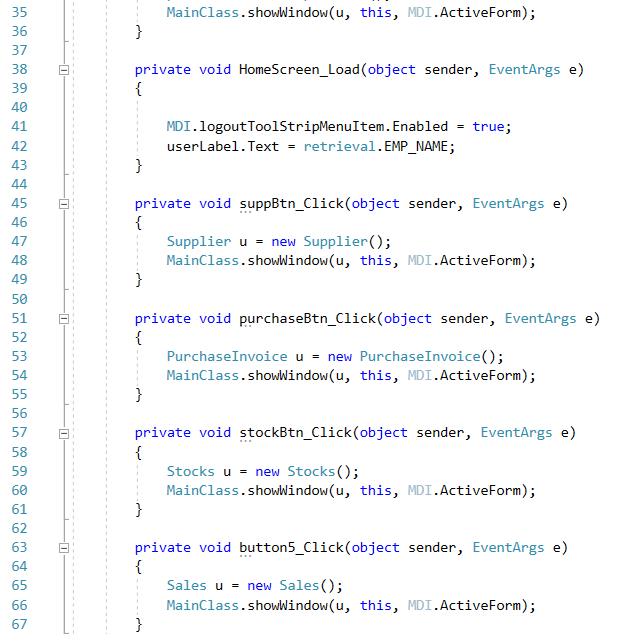 35 MainClass.showWindow(u, this, MDI.ActiveForm);
36 }
37
38 private void HomeScreen_Load(object sender, EventArgs e)
39 {
40
41 MDI.logoutToolStripMenuItem.Enabled = true;
42 userLabel.Text = retrieval.EMP_NAME;
43 }
44
45 private void suppBtn_Click(object sender, EventArgs e)
46 {
47 Supplier u = new Supplier();
48 MainClass.showWindow(u, this, MDI.ActiveForm);
49 }
50
51 private void purchaseBtn_Click(object sender, EventArgs e)
52 {
53 PurchaseInvoice u = new PurchaseInvoice();
54 MainClass.showWindow(u, this, MDI.ActiveForm);
55 }
56
57 private void stockBtn_Click(object sender, EventArgs e)
58 {
59 Stocks u = new Stocks();
60 MainClass.showWindow(u, this, MDI.ActiveForm);
61 }
62
63 private void button5_Click(object sender, EventArgs e)
64 {
65 Sales u = new Sales();
66 MainClass.showWindow(u, this, MDI.ActiveForm);
67 }